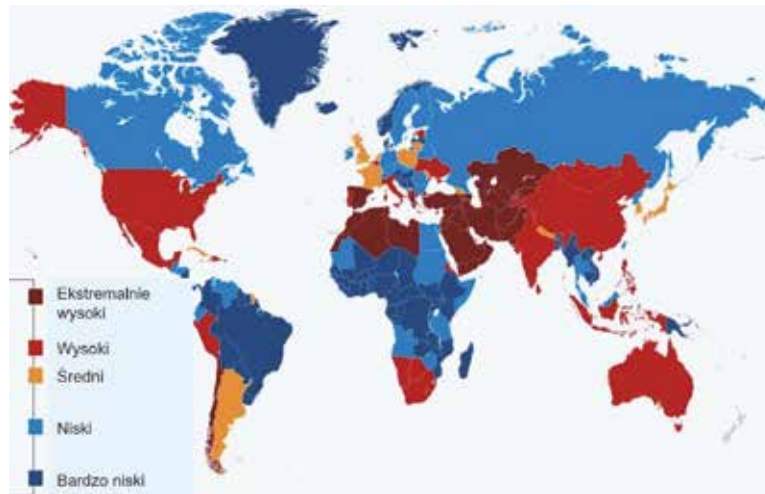 Ekstremalnie
wysoki
Wysoki
Średni
Niski
Bardzo niski